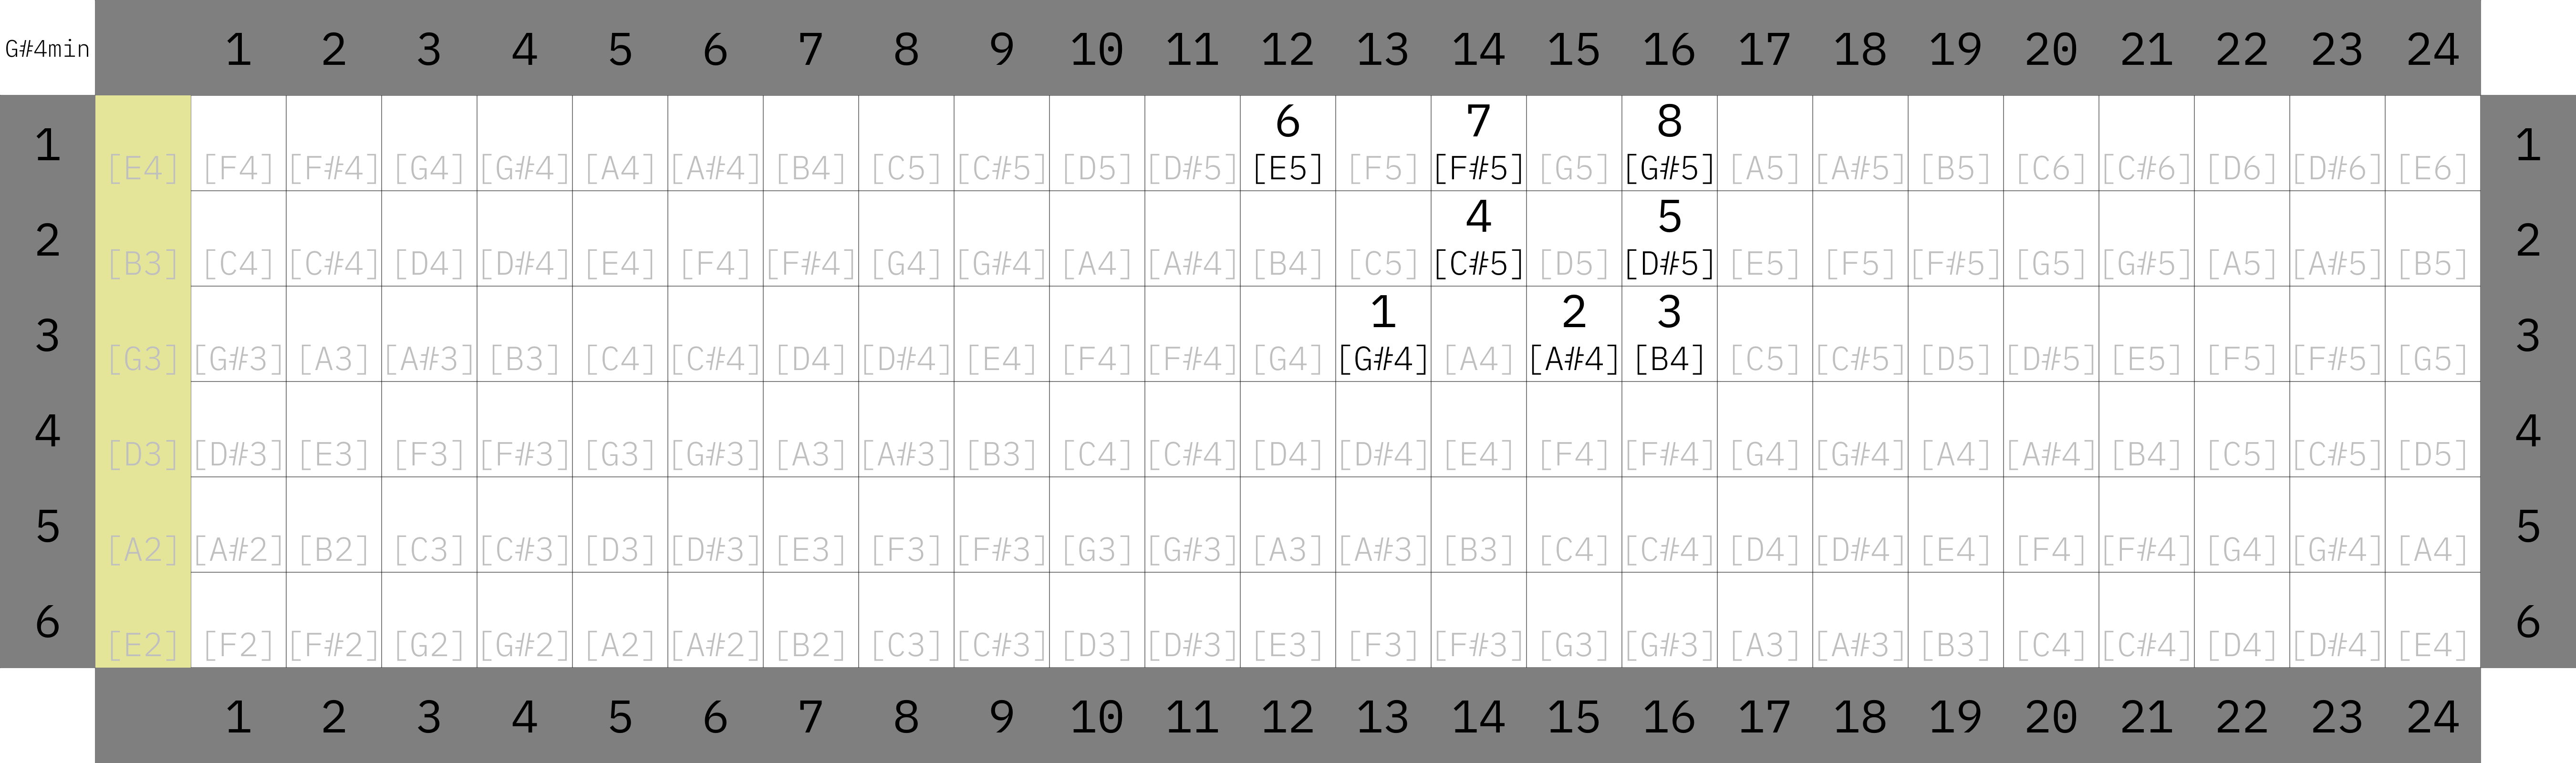 G#4min 1 2 3 4 5 6 7 8 9 10 11 12 13 14 15 16 17 18 19 20 21 22 23 24
6 7 8
1 [E4] [F4] [F#4] [G4] [G#4] [A4] [A#4] [B4] [C5] [C#5] [D5] [D#5] [E5] [F5] [F#5] [G5] [G#5] [A5] [A#5] [B5] [C6] [C#6] [D6] [D#6] [E6] 1
4 5
2 [B3] [C4] [C#4] [D4] [D#4] [E4] [F4] [F#4] [G4] [G#4] [A4] [A#4] [B4] [C5] [C#5] [D5] [D#5] [E5] [F5] [F#5] [G5] [G#5] [A5] [A#5] [B5] 2
1 2 3
3 [G3] [G#3] [A3] [A#3] [B3] [C4] [C#4] [D4] [D#4] [E4] [F4] [F#4] [G4] [G#4] [A4] [A#4] [B4] [C5] [C#5] [D5] [D#5] [E5] [F5] [F#5] [G5] 3
4 [D3] [D#3] [E3] [F3] [F#3] [G3] [G#3] [A3] [A#3] [B3] [C4] [C#4] [D4] [D#4] [E4] [F4] [F#4] [G4] [G#4] [A4] [A#4] [B4] [C5] [C#5] [D5] 4
5 [A2] [A#2] [B2] [C3] [C#3] [D3] [D#3] [E3] [F3] [F#3] [G3] [G#3] [A3] [A#3] [B3] [C4] [C#4] [D4] [D#4] [E4] [F4] [F#4] [G4] [G#4] [A4] 5
6 [E2] [F2] [F#2] [G2] [G#2] [A2] [A#2] [B2] [C3] [C#3] [D3] [D#3] [E3] [F3] [F#3] [G3] [G#3] [A3] [A#3] [B3] [C4] [C#4] [D4] [D#4] [E4] 6
1 2 3 4 5 6 7 8 9 10 11 12 13 14 15 16 17 18 19 20 21 22 23 24